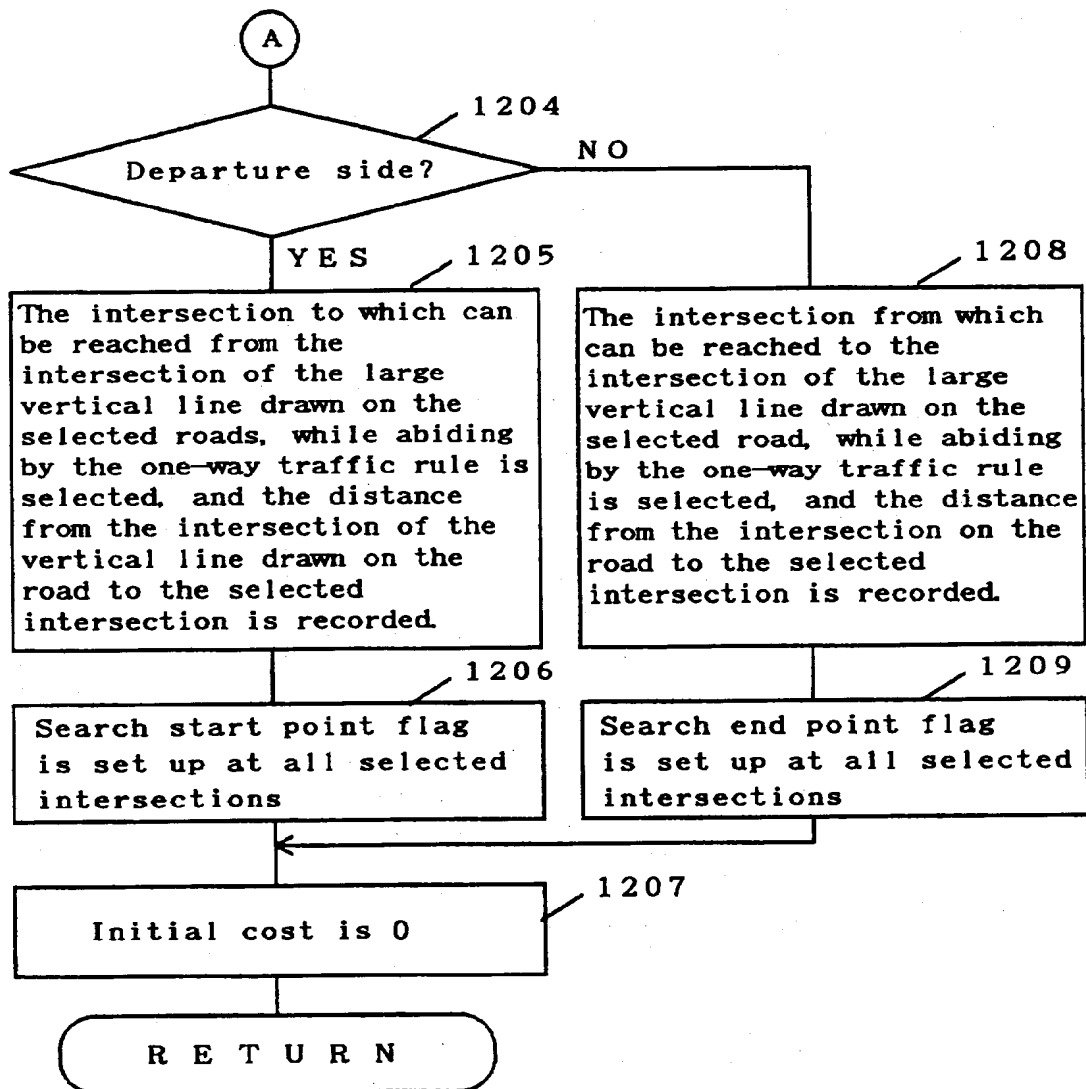 A
1204
Departure side?
NO
YES
1205
The intersection to which can
be reached from the
intersection of the large
vertical line drawn on the
selected roads, while abiding
by the one-way traffic rule is
selected, and the distance
from the intersection of the
vertical line drawn on the
road to the selected
intersection is recorded.
1208
The intersection from which
can be reached to the
intersection of the large
vertical line drawn on the
selected road, while abiding
by the one-way traffic rule
is selected, and the distance
from the intersection on the
road to the selected
intersection is recorded.
1206
Search start point flag
is set up at all selected
intersections
1209
Search end point flag
is set up at all selected
intersections
1207
Initial cost is 0
RETURN